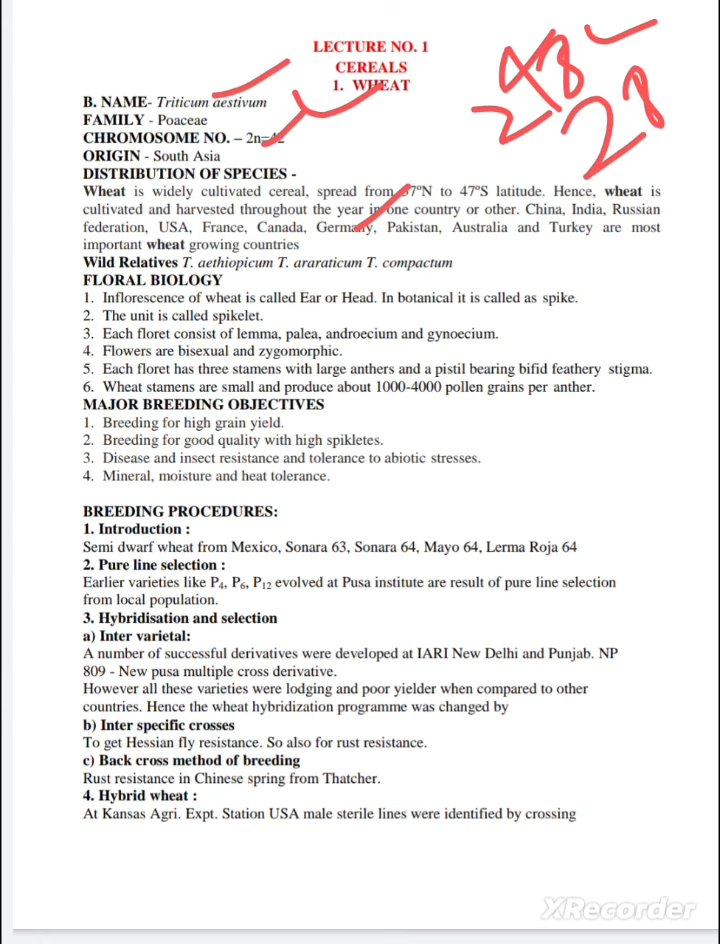 LECTURE NO. 1
CEREALS
1. WHEAT
48
28
B. NAME- Triticum aestivum
FAMILY - Poaceae
CHROMOSOME NO. – 2n=42
ORIGIN - South Asia
DISTRIBUTION OF SPECIES -
Wheat is widely cultivated cereal, spread from 57ºN to 47ºS latitude. Hence, wheat is
cultivated and harvested throughout the year in one country or other. China, India, Russian
federation, USA, France, Canada, Germany, Pakistan, Australia and Turkey are most
important wheat growing countries
Wild Relatives T. aethiopicum T. araraticum T. compactum
FLORAL BIOLOGY
1. Inflorescence of wheat is called Ear or Head. In botanical it is called as spike.
2. The unit is called spikelet.
3. Each floret consist of lemma, palea, androecium and gynoecium.
4. Flowers are bisexual and zygomorphic.
5. Each floret has three stamens with large anthers and a pistil bearing bifid feathery stigma.
6. Wheat stamens are small and produce about 1000-4000 pollen grains per anther.
MAJOR BREEDING OBJECTIVES
1. Breeding for high grain yield.
2. Breeding for good quality with high spikletes.
3. Disease and insect resistance and tolerance to abiotic stresses.
4. Mineral, moisture and heat tolerance.
BREEDING PROCEDURES:
1. Introduction :
Semi dwarf wheat from Mexico, Sonara 63, Sonara 64, Mayo 64, Lerma Roja 64
2. Pure line selection :
Earlier varieties like P4, P6, P12 evolved at Pusa institute are result of pure line selection
from local population.
3. Hybridisation and selection
a) Inter varietal:
A number of successful derivatives were developed at IARI New Delhi and Punjab. NP
809 - New pusa multiple cross derivative.
However all these varieties were lodging and poor yielder when compared to other
countries. Hence the wheat hybridization programme was changed by
b) Inter specific crosses
To get Hessian fly resistance. So also for rust resistance.
c) Back cross method of breeding
Rust resistance in Chinese spring from Thatcher.
4. Hybrid wheat :
At Kansas Agri. Expt. Station USA male sterile lines were identified by crossing
XRecorder